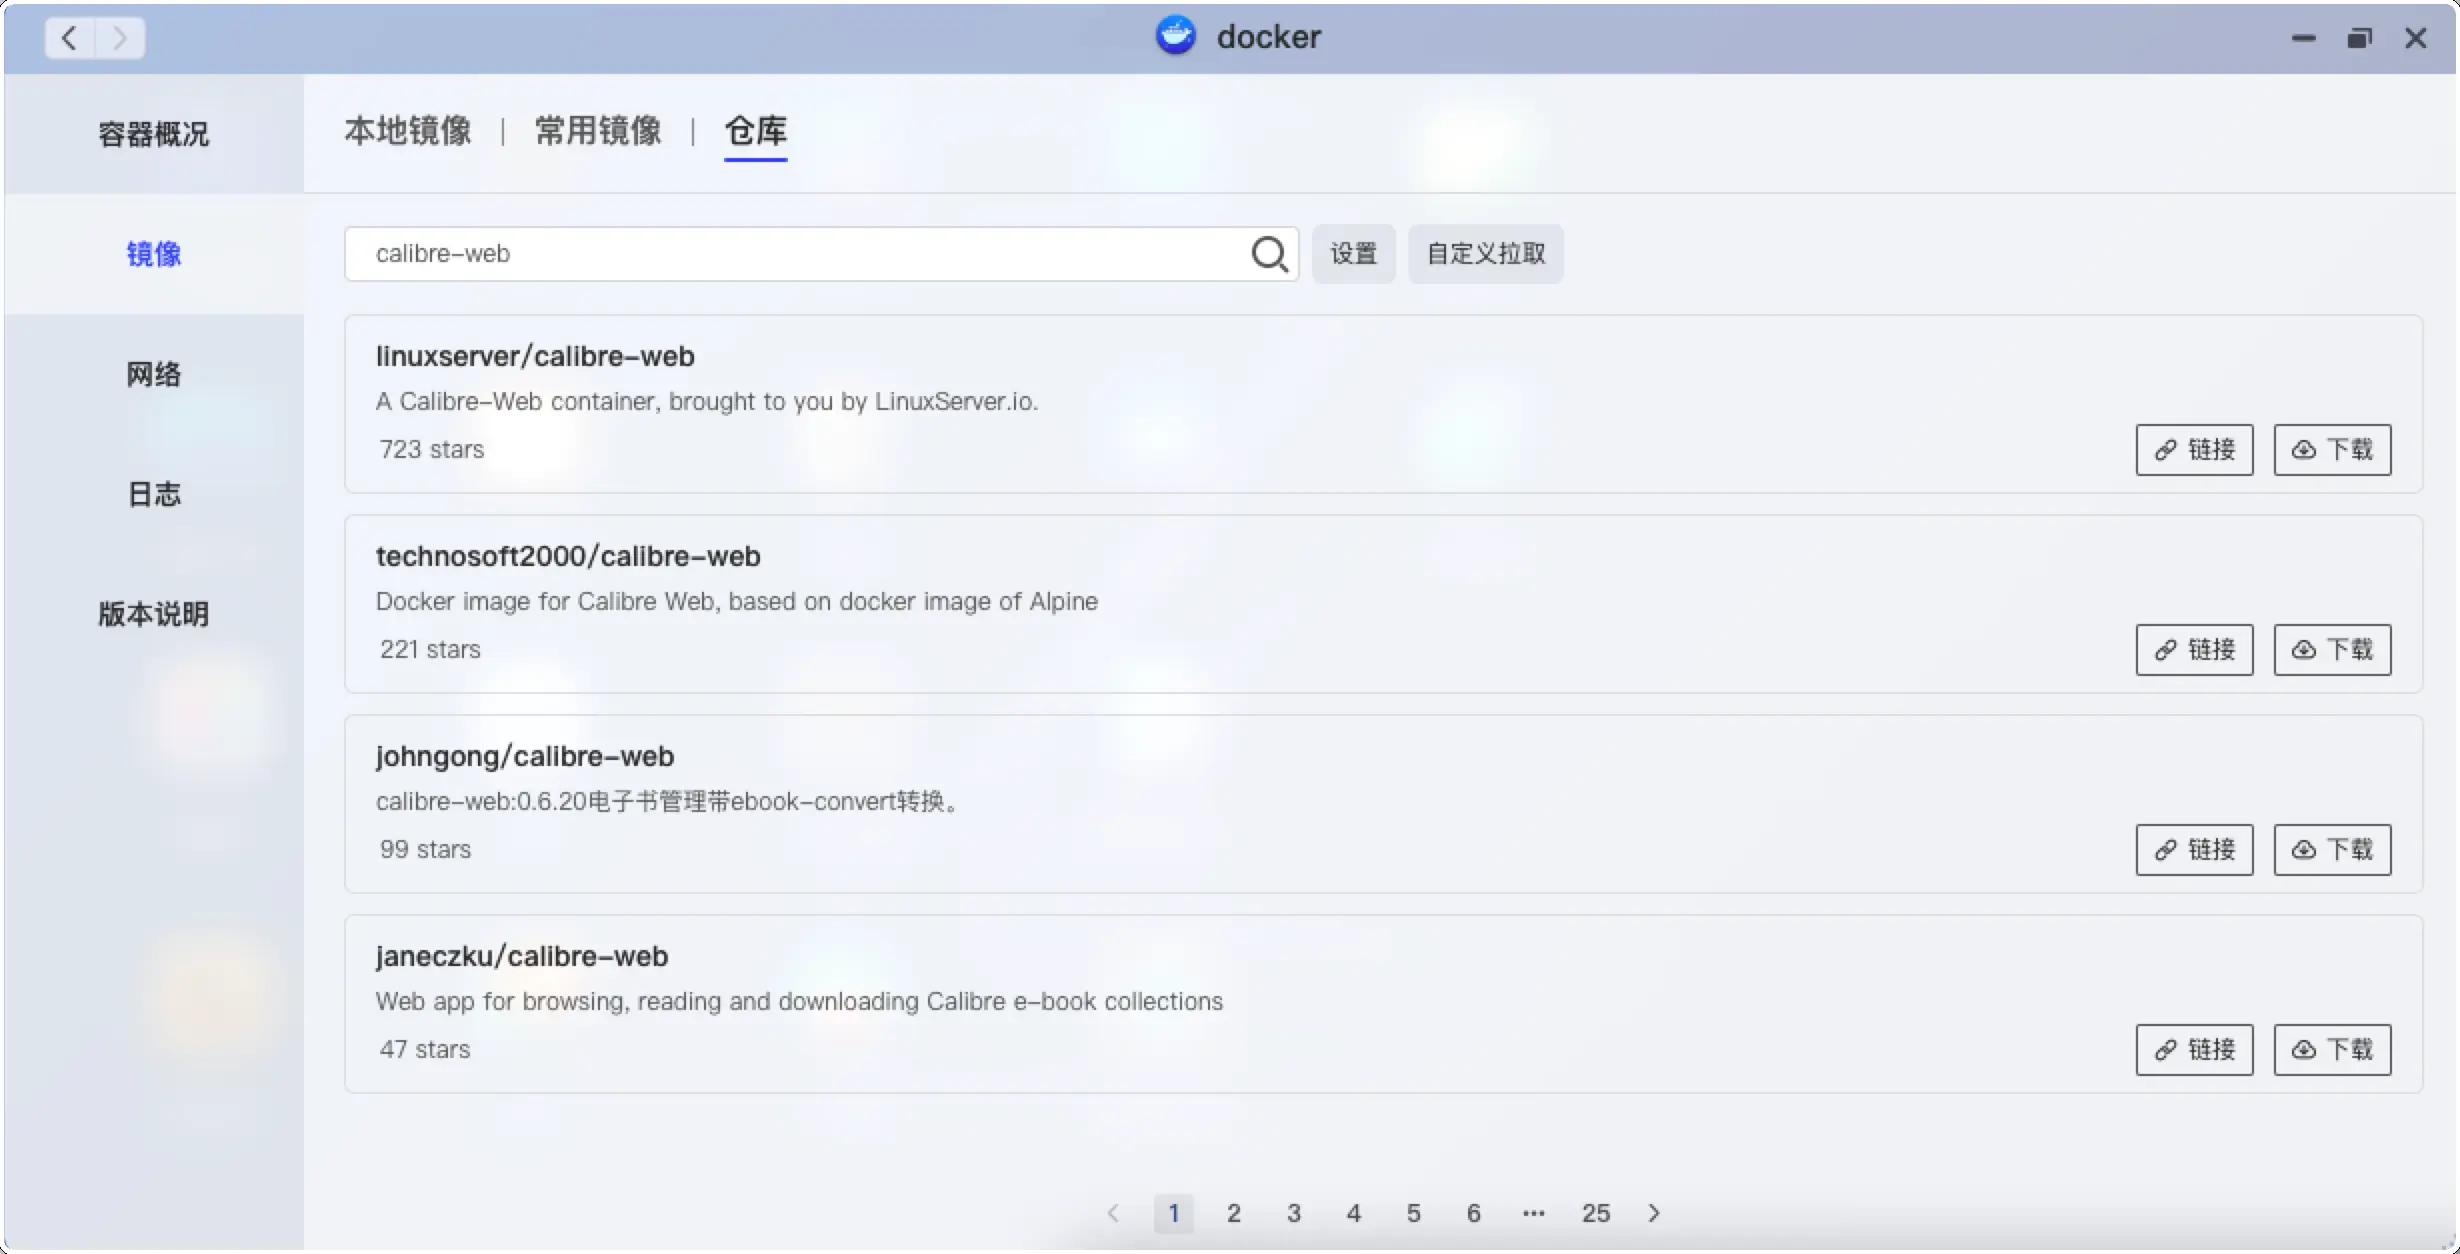 docker
容器概况
镜像
网络
日志
版本说明
本地镜像 | 常用镜像 | 仓库
calibre-web
设置
自定义拉取
linuxserver/calibre-web
A Calibre-Web container, brought to you by LinuxServer.io.
723 stars
链接
下载
technosoft2000/calibre-web
Docker image for Calibre Web, based on docker image of Alpine
221 stars
链接
下载
johngong/calibre-web
calibre-web:0.6.20电子书管理带ebook-convert转换。
99 stars
链接
下载
janeczku/calibre-web
Web app for browsing, reading and downloading Calibre e-book collections
47 stars
链接
下载
1 2 3 4 5 6 ··· 25